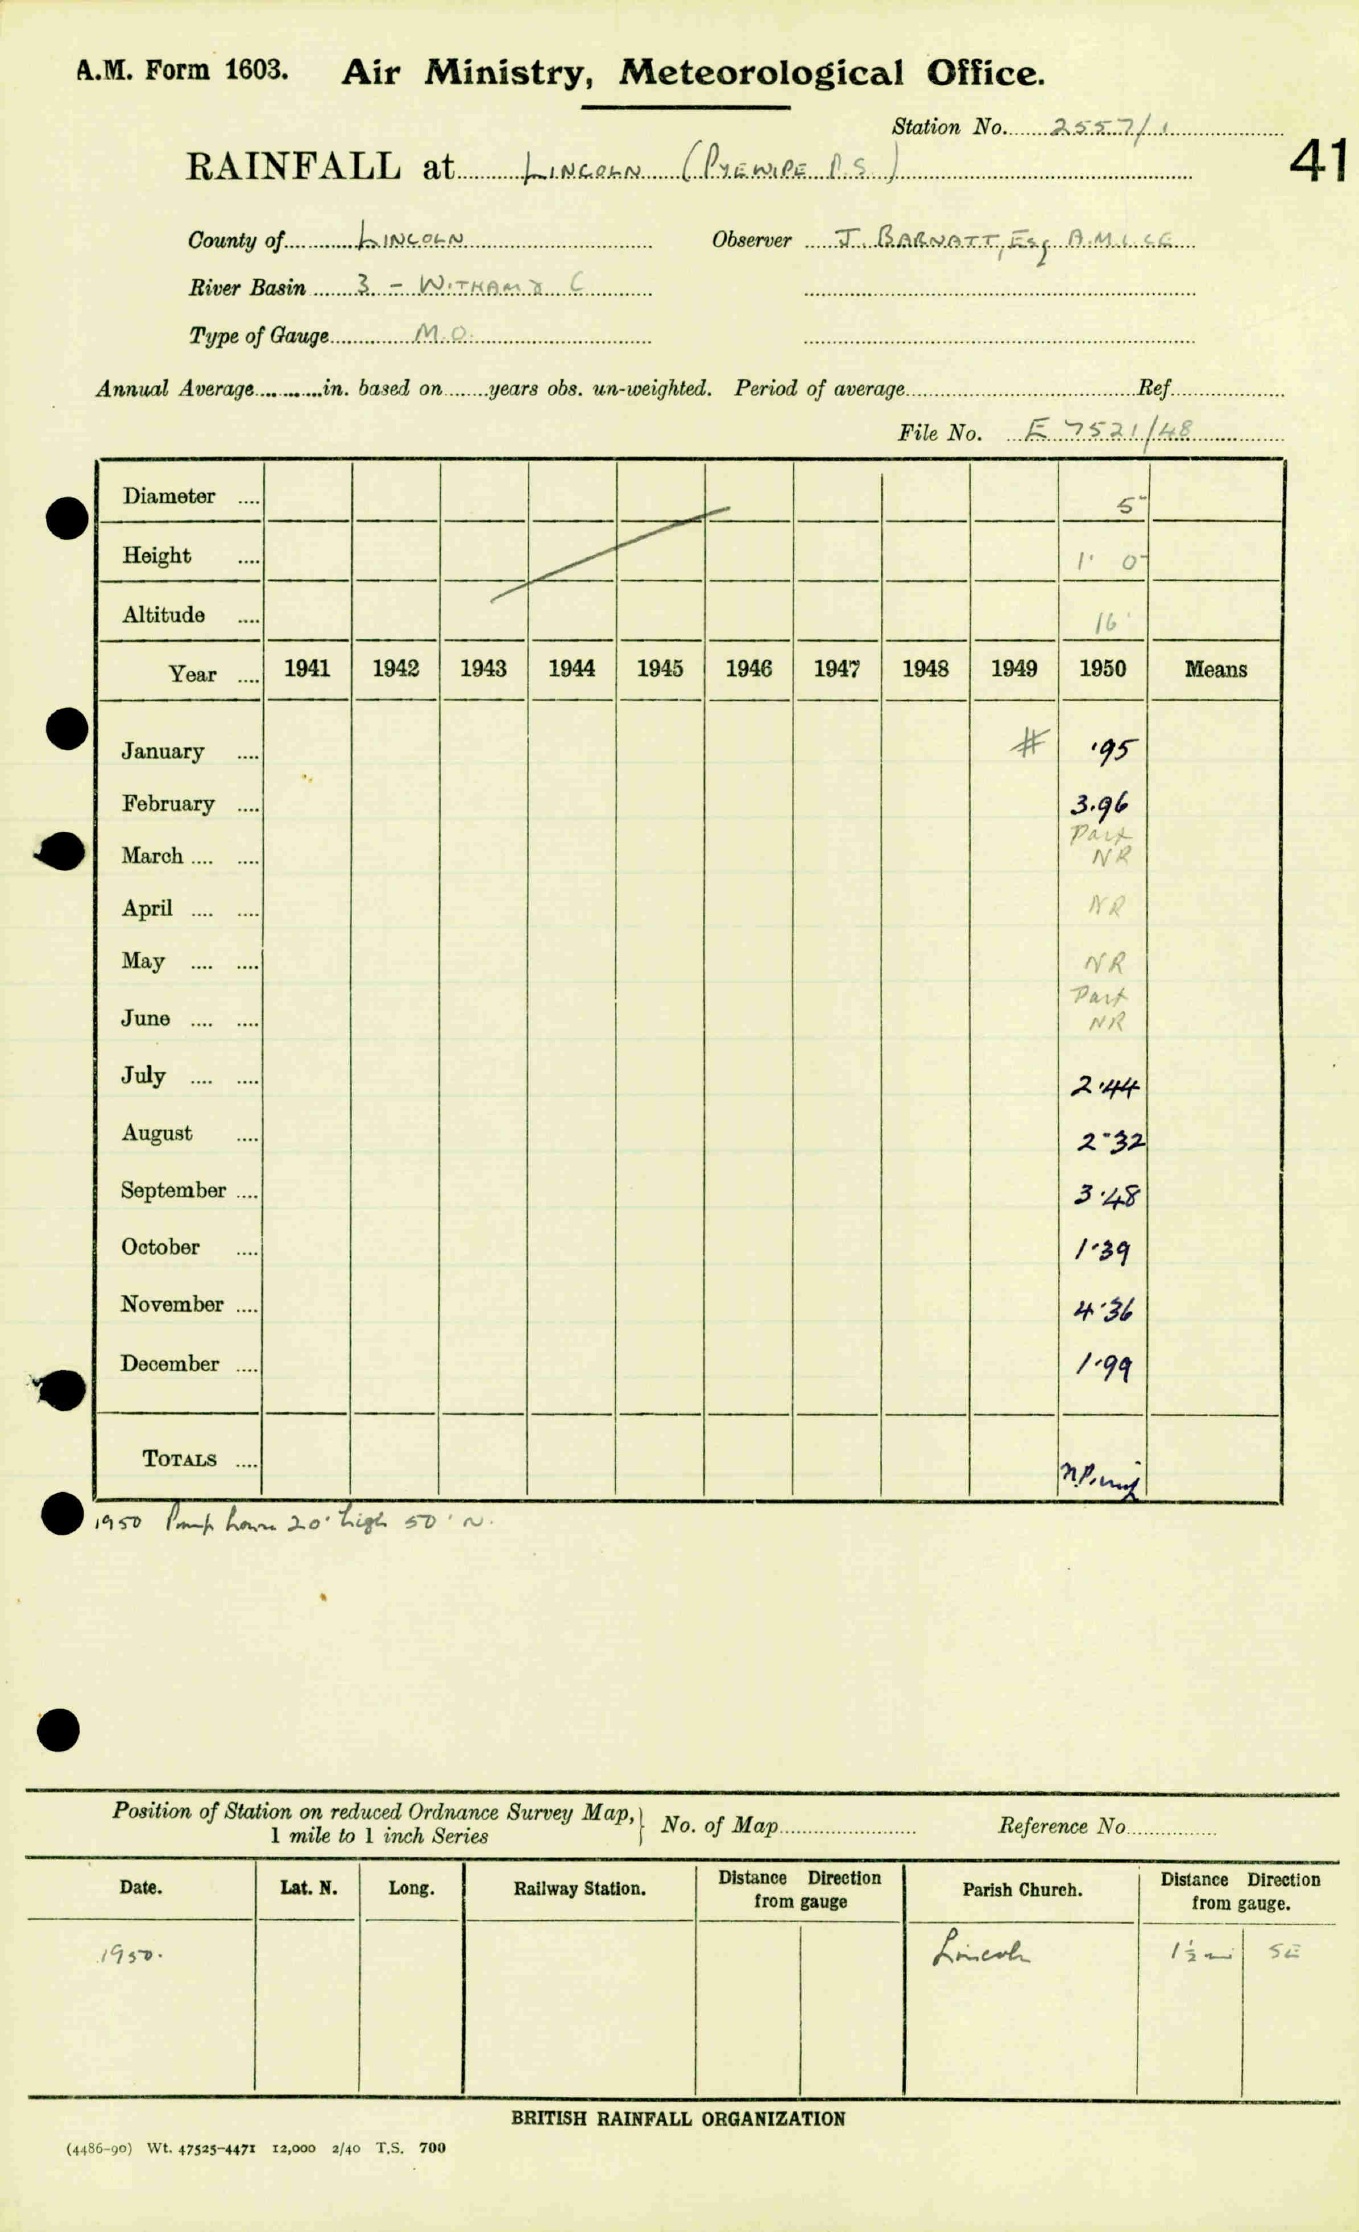 A.M. Form 1603. Air Ministry, Meteorological Office.
Station No. 2557/1
41
RAINFALL at LINCOLN (PYEWIPE P.S.)
County of LINCOLN Observer J. BARNATT, Esq A.M.I.C.E
River Basin 3 - WITHAM & C
Type of Gauge M.O.
Annual Average in. based on years obs. un-weighted. Period of average Ref.
File No. E 7521/48
Diameter .... 5"
Height .... 1' 0"
Altitude .... 16'
Year .... 1941 1942 1943 1944 1945 1946 1947 1948 1949 1950 Means
January .... # ·95
February .... 3.96
Part
March .... .... NR
April .... .... NR
May .... .... NR
Part
June .... .... NR
July .... .... 2·44
August .... 2·32
September .... 3·48
October .... 1·39
November .... 4·36
December .... 1·99
TOTALS ....
1950 Pump house 20' high 50' N.
Position of Station on reduced Ordnance Survey Map, } No. of Map Reference No
1 mile to 1 inch Series
Date. Lat. N. Long. Railway Station. Distance Direction from gauge Parish Church. Distance Direction from gauge.
1950. Lincoln 1½ mi SE
BRITISH RAINFALL ORGANIZATION
(4486-90) Wt. 47525-4471 12,000 2/40 T.S. 700